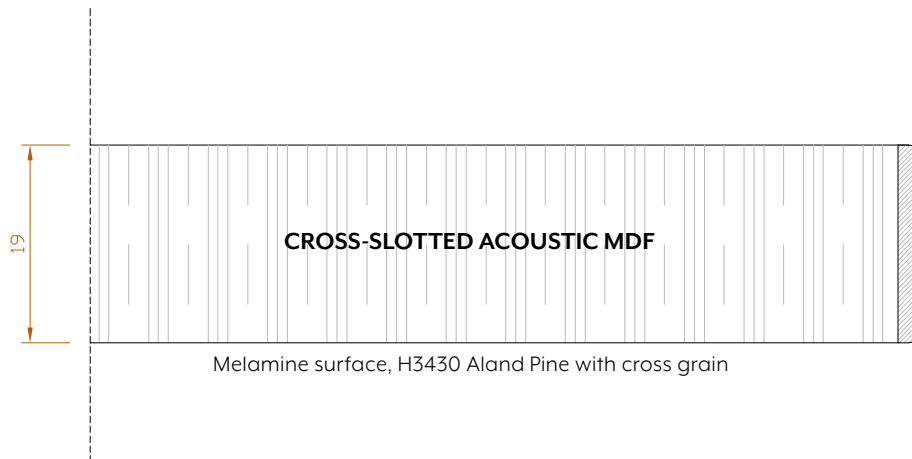 19
CROSS-SLOTTED ACOUSTIC MDF
Melamine surface, H3430 Aland Pine with cross grain